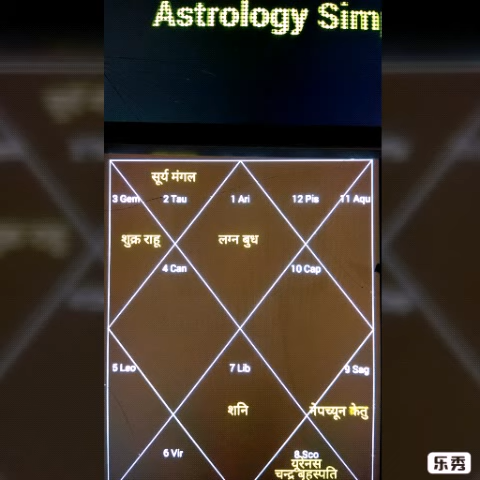 Astrology Sim
सूर्य मंगल
3 Gem
2 Tau
1 Ari
12 Pis
11 Aqu
शुक्र राहू
लग्न बुध
4 Can
10 Cap
5 Leo
7 Lib
9 Sag
शनि
नेपच्यून केतु
6 Vir
8 Sco
यूरेनस
चन्द्र बृहस्पति
乐秀